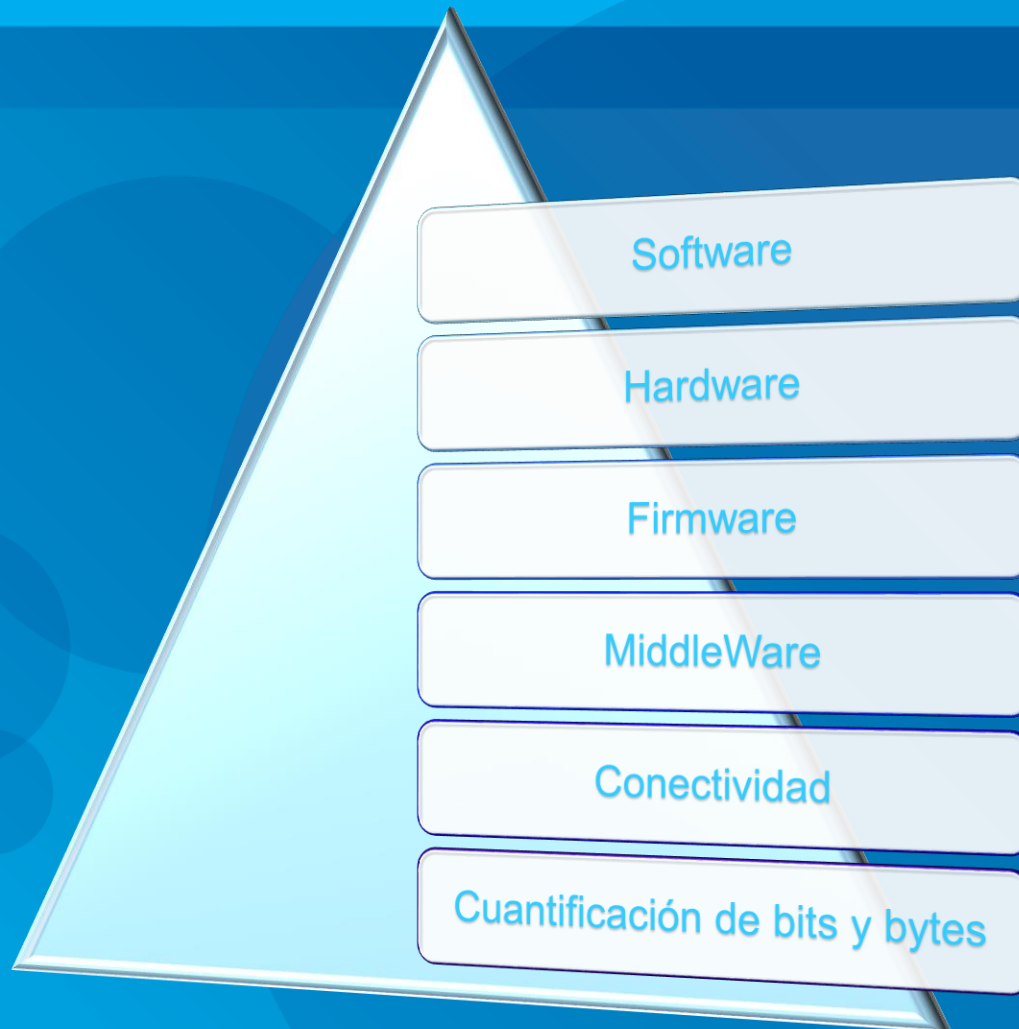 Software
Hardware
Firmware
MiddleWare
Conectividad
Cuantificación de bits y bytes